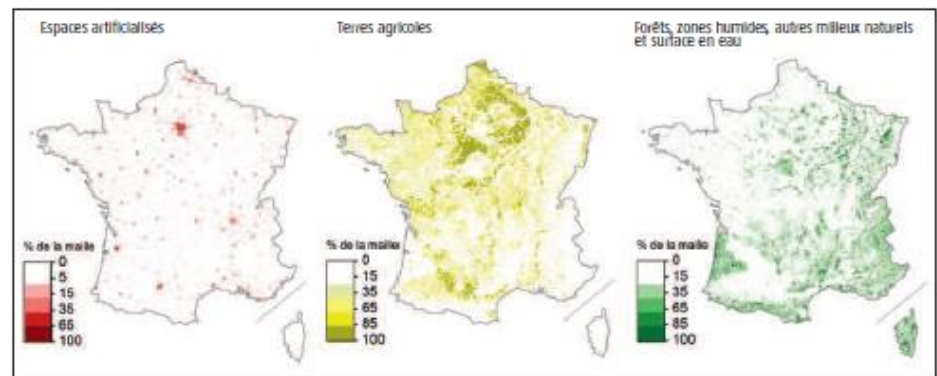 Espaces artificialisés
% de la maille
0
5
15
35
65
100
Terres agricoles
% de la maille
0
15
35
65
85
100
Forêts, zones humides, autres milieux naturels
et surface en eau
% de la maille
0
15
35
65
85
100